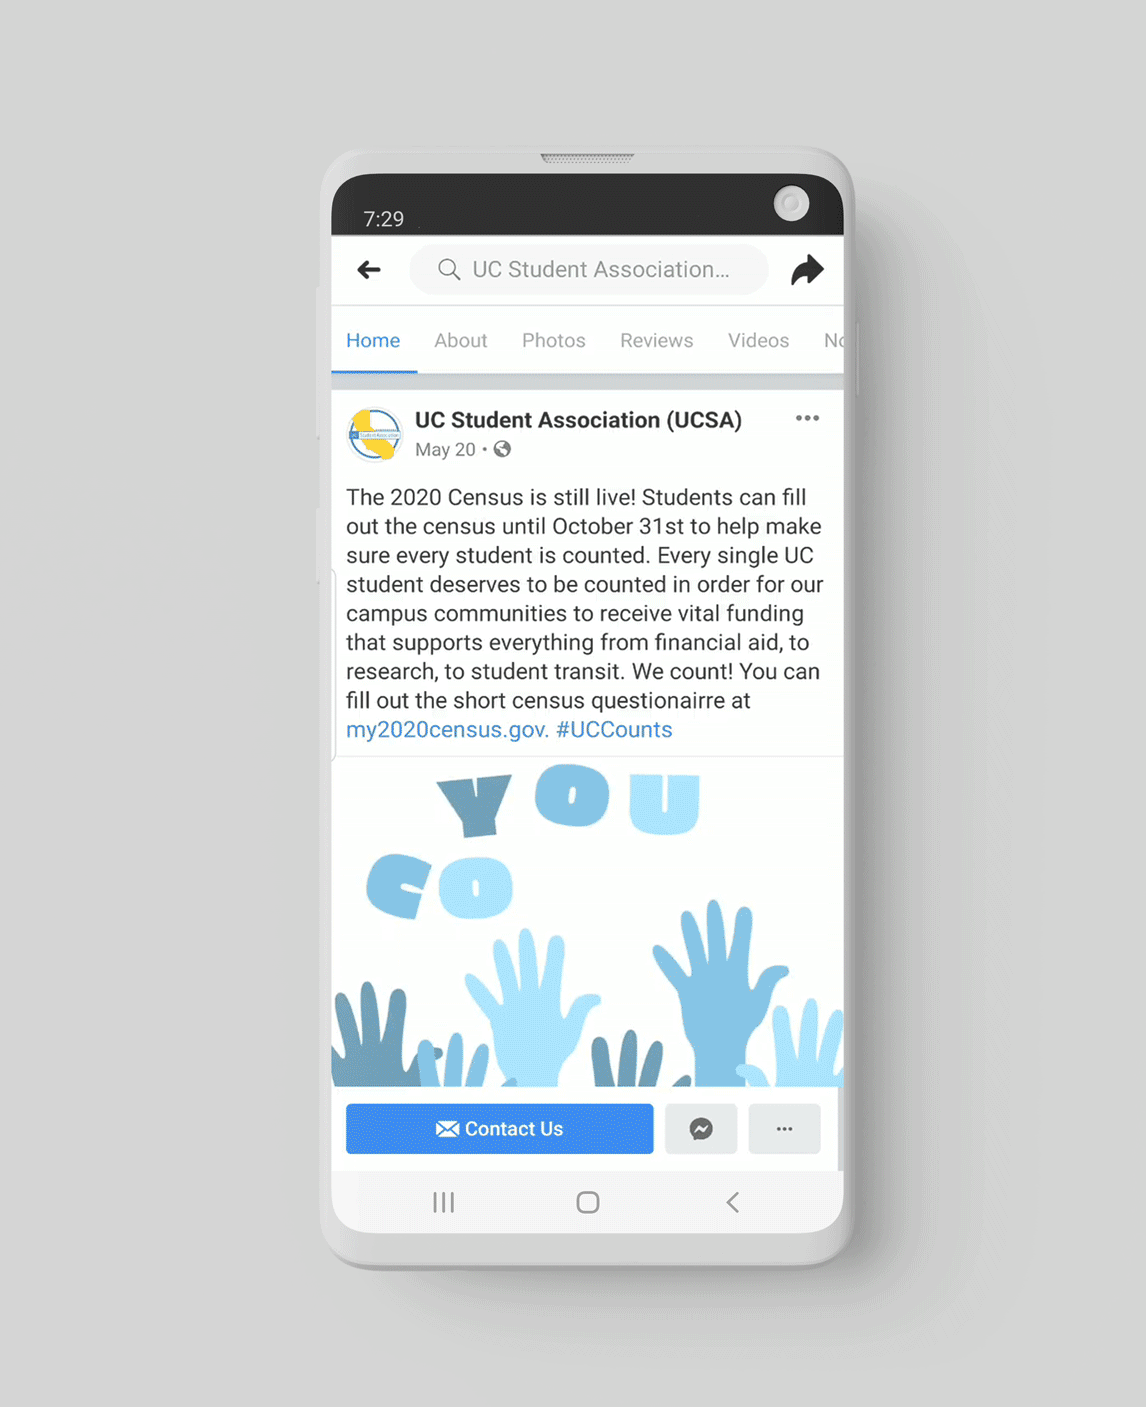 7:29
UC Student Association...
Home About Photos Reviews Videos No
UC Student Association (UCSA)
May 20 •
UC Student Association
The 2020 Census is still live! Students can fill
out the census until October 31st to help make
sure every student is counted. Every single UC
student deserves to be counted in order for our
campus communities to receive vital funding
that supports everything from financial aid, to
research, to student transit. We count! You can
fill out the short census questionairre at
my2020census.gov. #UCCounts
YOU
CO
Contact Us